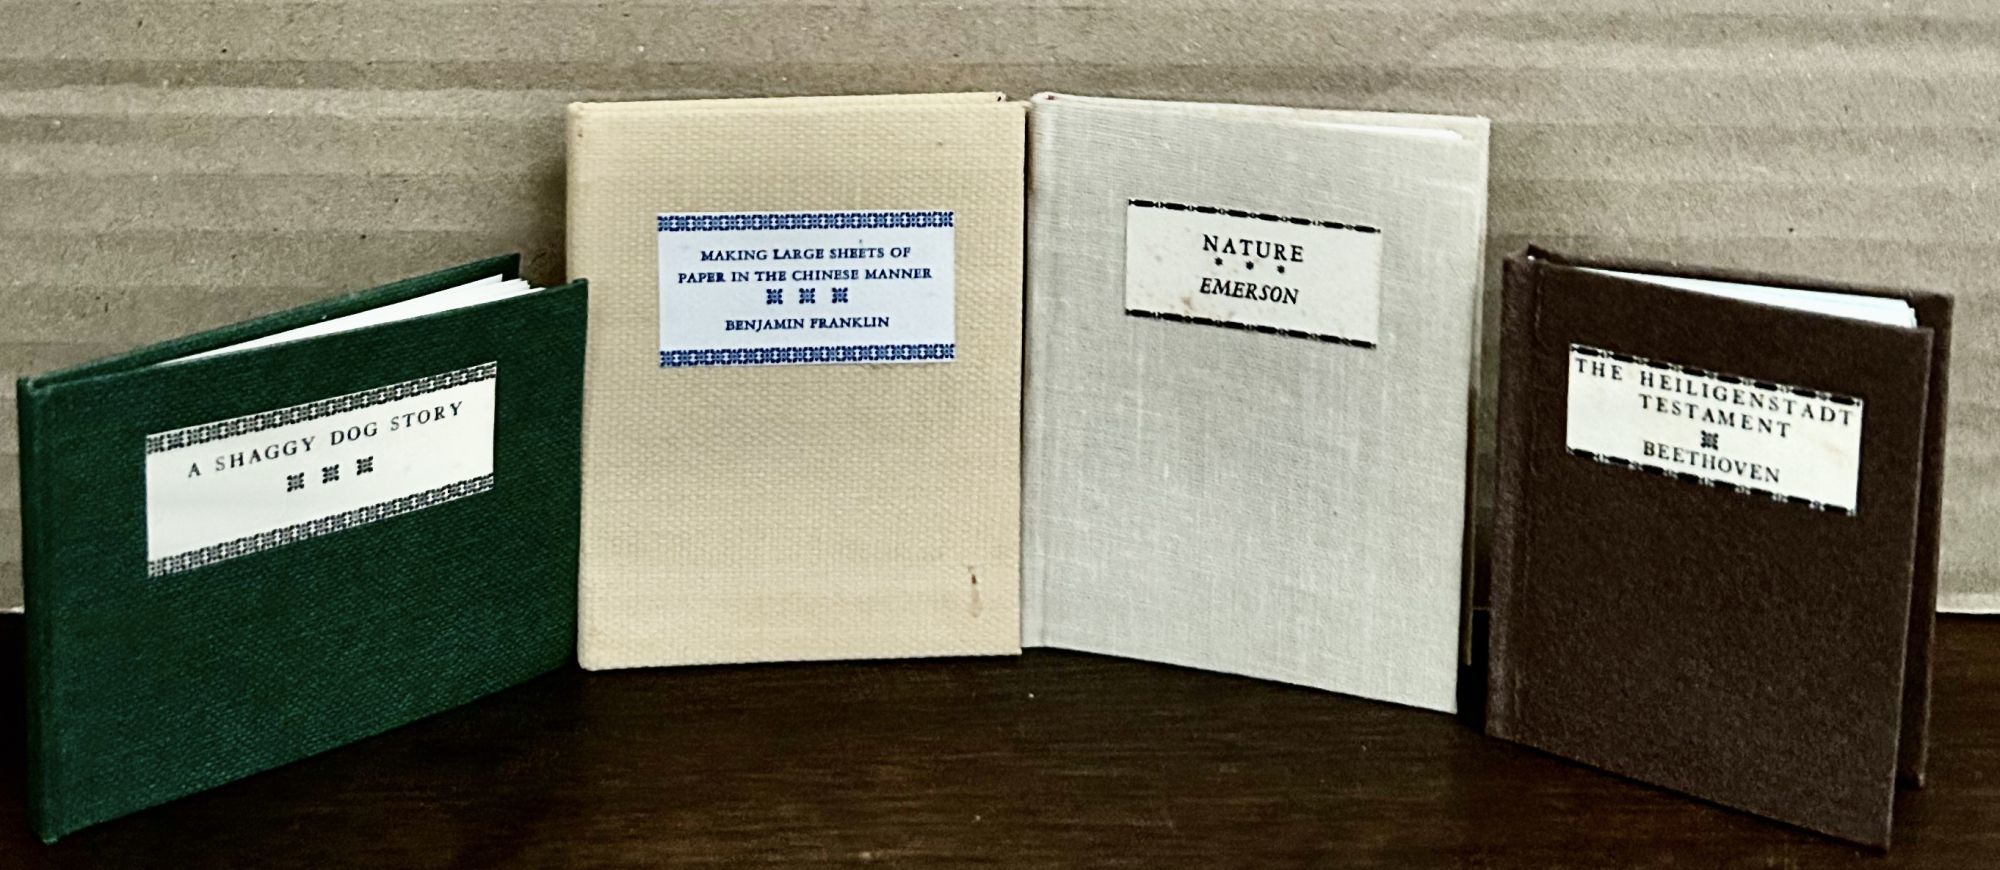 A SHAGGY DOG STORY
MAKING LARGE SHEETS OF
PAPER IN THE CHINESE MANNER
BENJAMIN FRANKLIN
NATURE
* * *
EMERSON
THE HEILIGENSTADT
TESTAMENT
BEETHOVEN